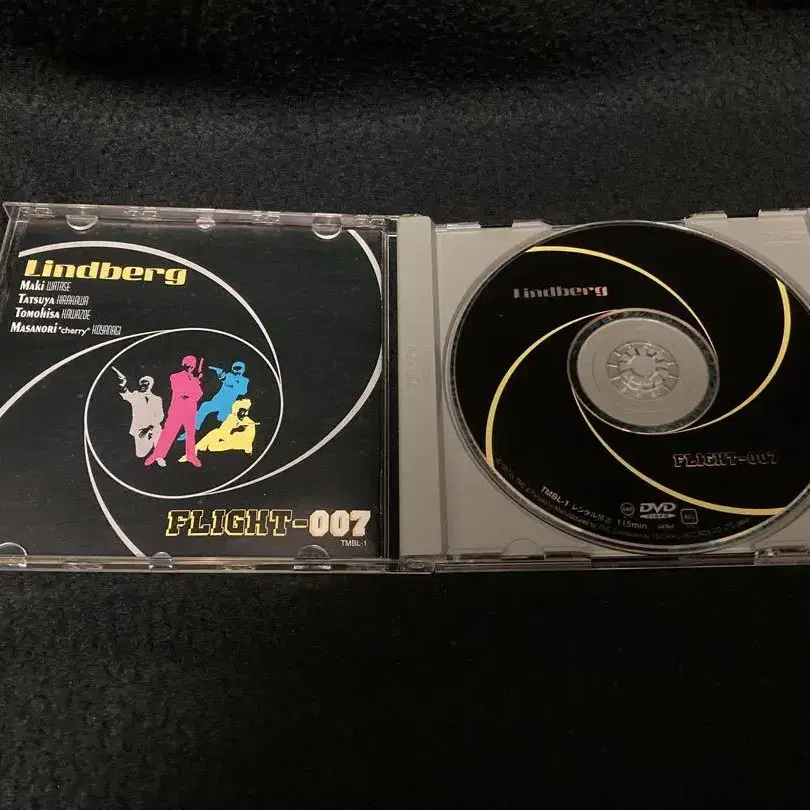 Lindberg
Maki WATASE
Tatsuya HIRAKAWA
Tomohisa KAWAZOE
Masanori "cherry" KOYANAGI
FLIGHT-007
TMBL-1
Lindberg
FLIGHT-007
TMBL-1 レンタル禁止
DVD
VIDEO
115min.